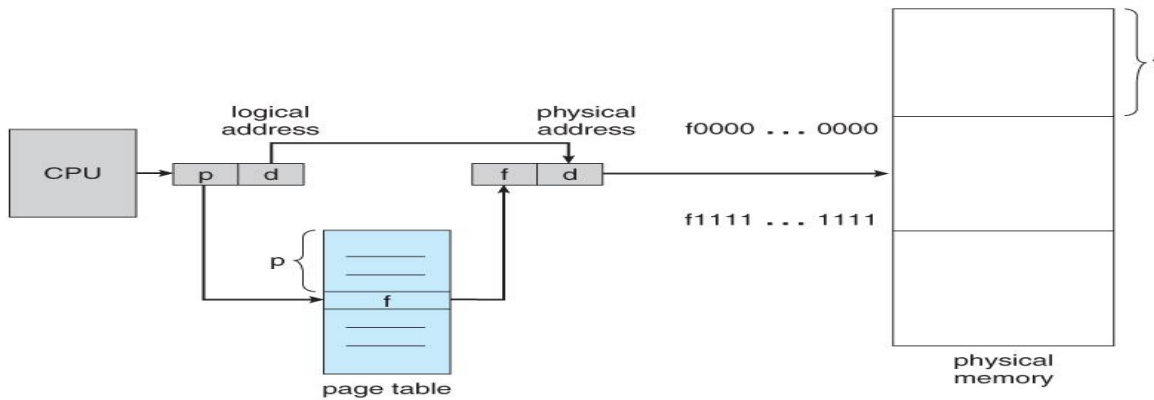 logical
address
physical
address
f0000 ... 0000
CPU
p d
f d
f1111 ... 1111
p
f
page table
physical
memory